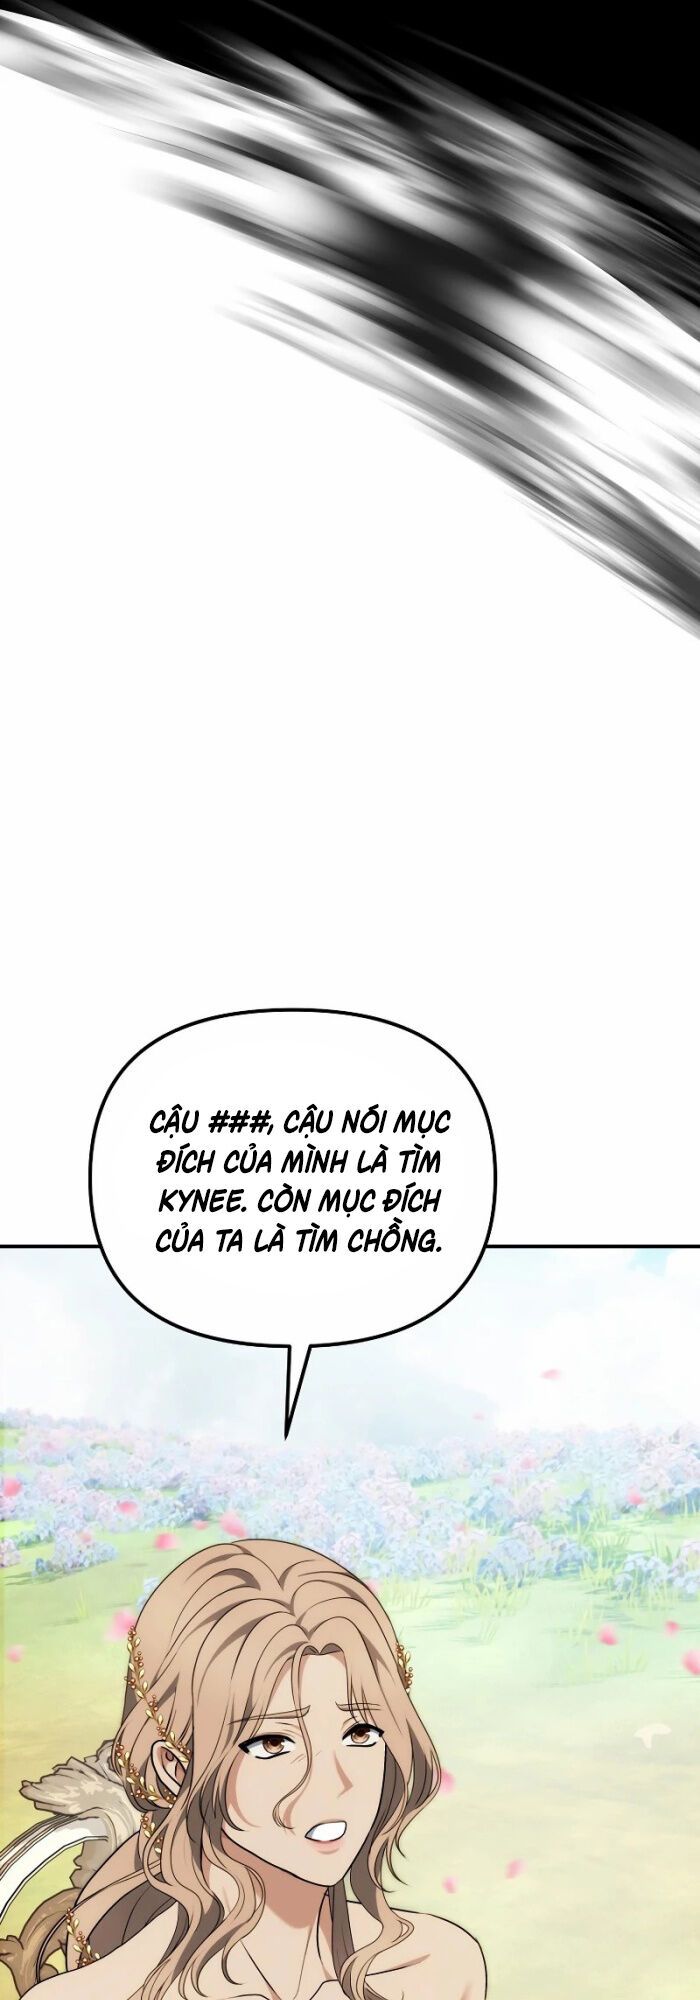 CẬU ###, CẬU NÓI MỤC
ĐÍCH CỦA MÌNH LÀ TÌM
KYNEE. CÒN MỤC ĐÍCH
CỦA TA LÀ TÌM CHỒNG.